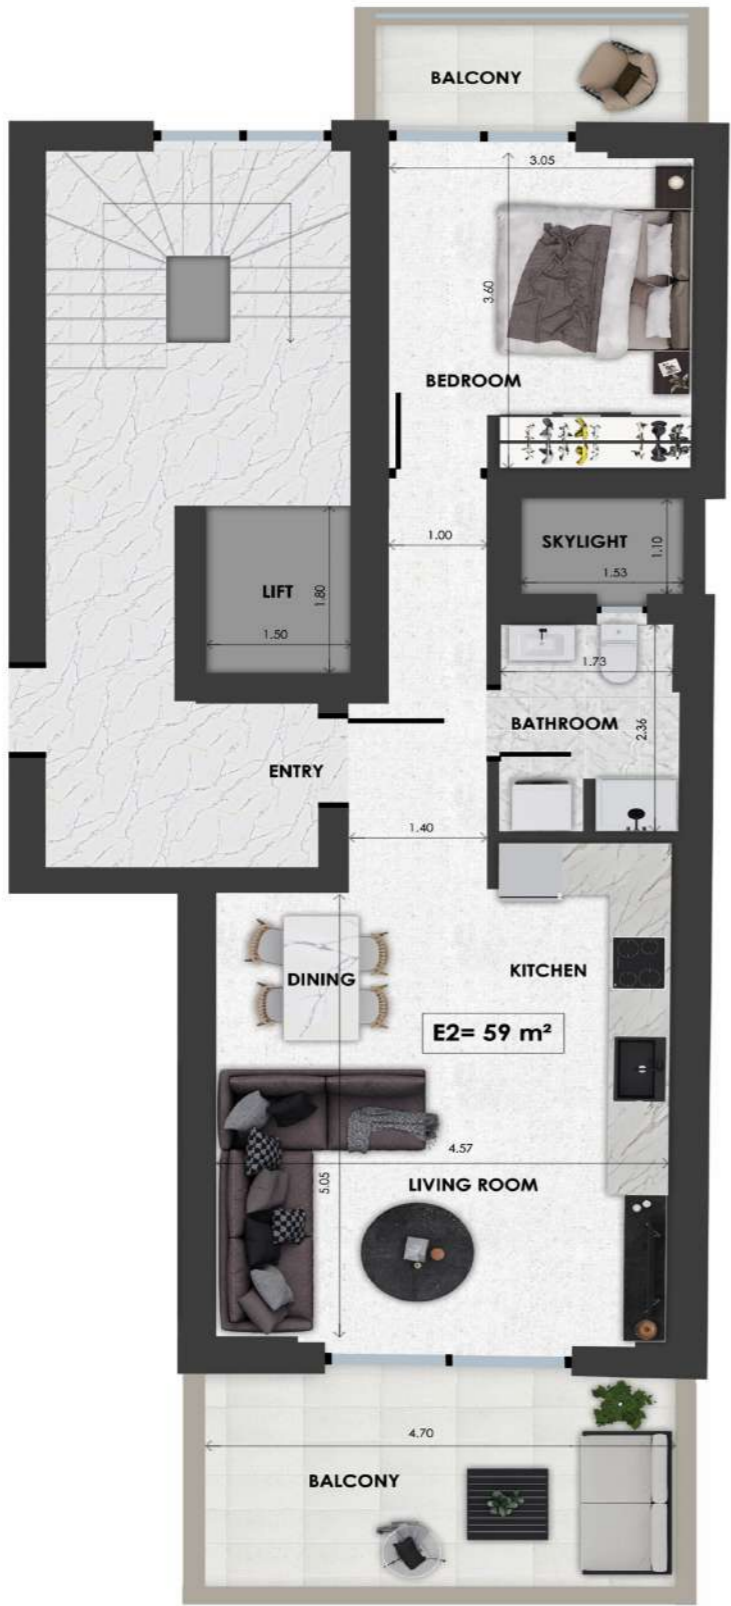 BALCONY
3.05
3.60
BEDROOM
1.00
SKYLIGHT
1.10
1.53
LIFT
1.80
1.50
1.73
BATHROOM
2.36
ENTRY
1.40
DINING
KITCHEN
E2= 59 m²
4.57
5.05
LIVING ROOM
4.70
BALCONY